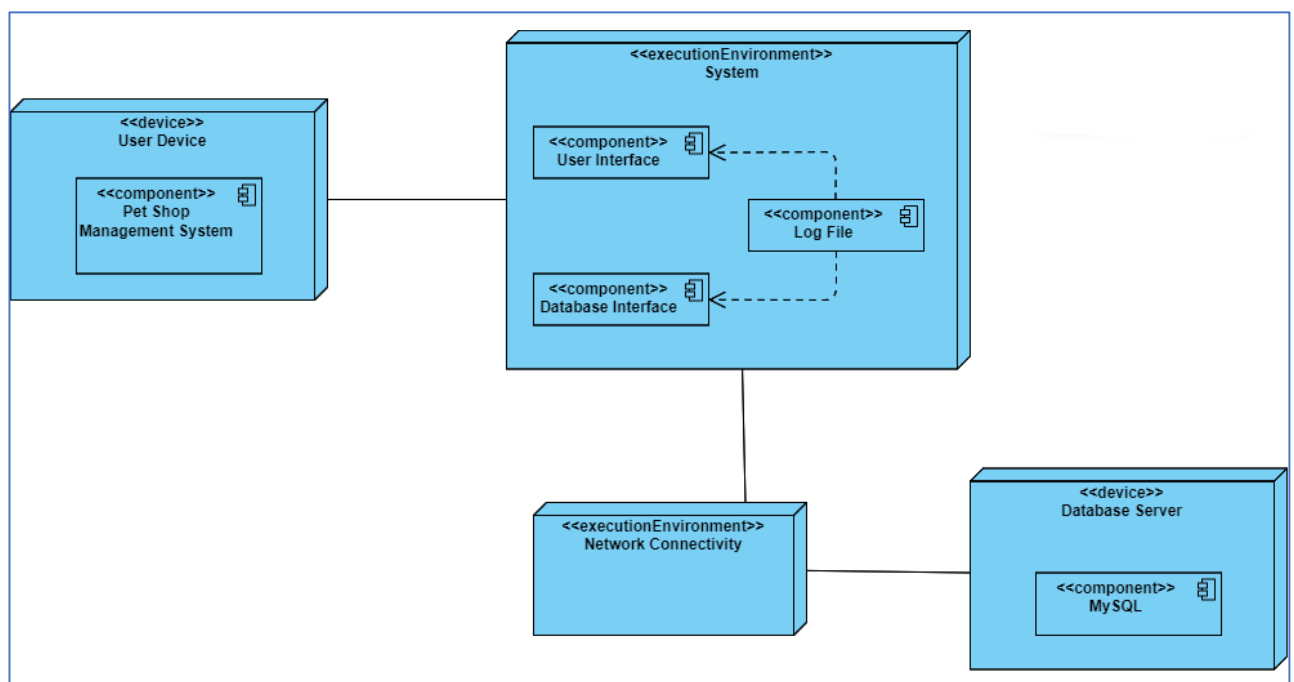 <<executionEnvironment>>
System
<<device>>
User Device
<<component>>
Pet Shop
Management System
<<component>>
User Interface
<<component>>
Log File
<<component>>
Database Interface
<<executionEnvironment>>
Network Connectivity
<<device>>
Database Server
<<component>>
MySQL